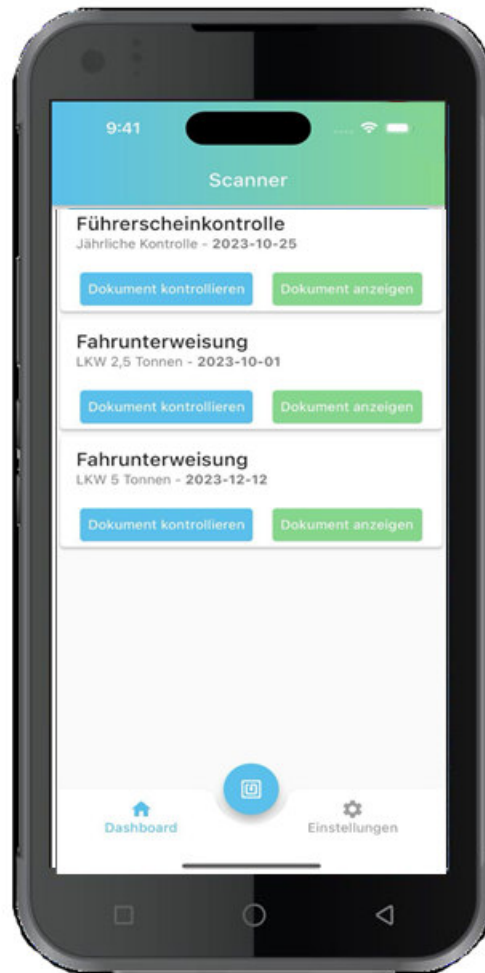 9:41
Scanner
Führerscheinkontrolle
Jährliche Kontrolle - 2023-10-25
Dokument kontrollieren Dokument anzeigen
Fahrunterweisung
LKW 2,5 Tonnen - 2023-10-01
Dokument kontrollieren Dokument anzeigen
Fahrunterweisung
LKW 5 Tonnen - 2023-12-12
Dokument kontrollieren Dokument anzeigen
Dashboard Einstellungen